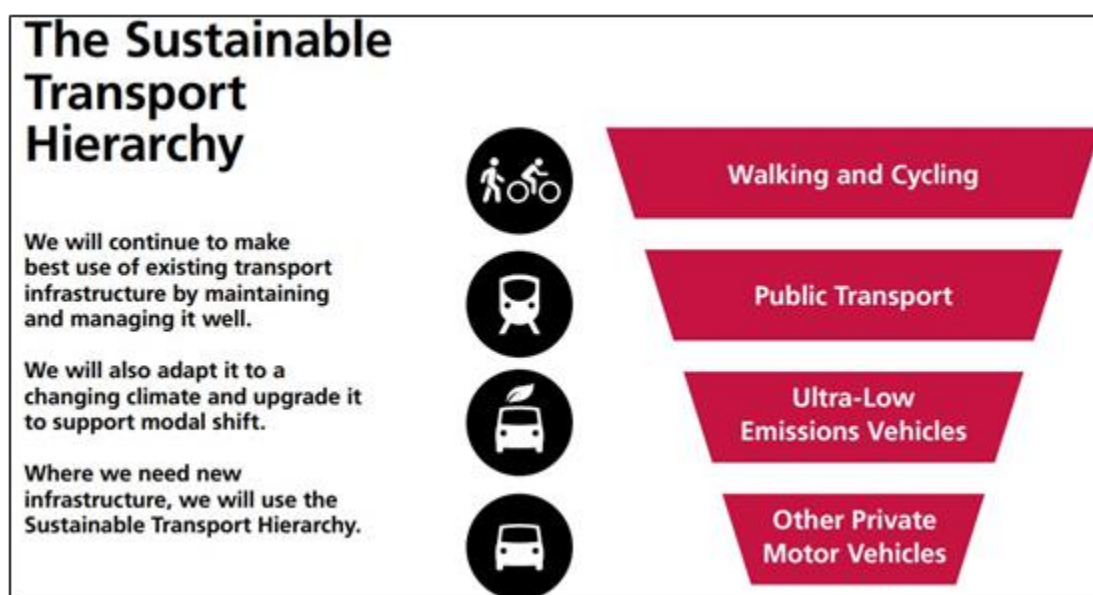 The Sustainable
Transport
Hierarchy
We will continue to make
best use of existing transport
infrastructure by maintaining
and managing it well.
We will also adapt it to a
changing climate and upgrade it
to support modal shift.
Where we need new
infrastructure, we will use the
Sustainable Transport Hierarchy.
Walking and Cycling
Public Transport
Ultra-Low
Emissions Vehicles
Other Private
Motor Vehicles